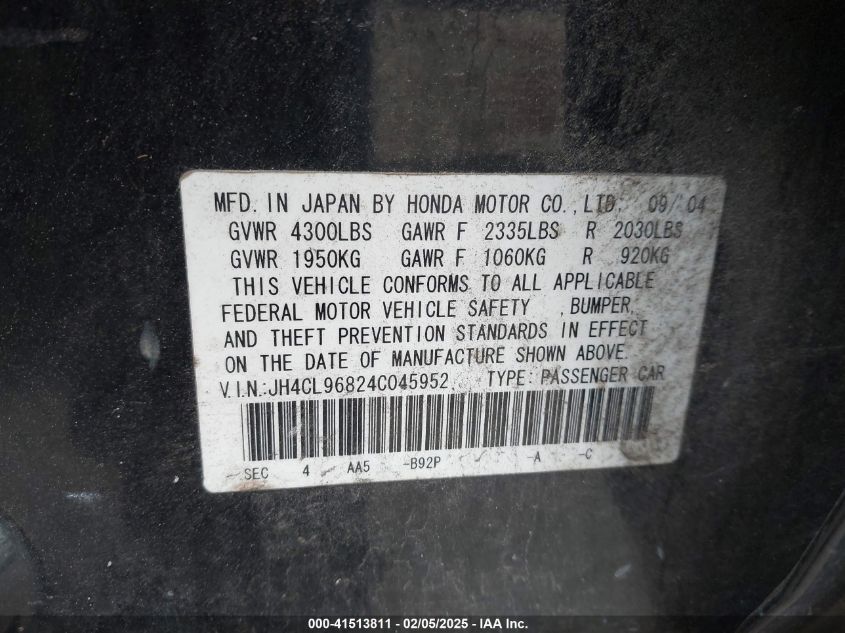 MFD. IN JAPAN BY HONDA MOTOR CO.,LTD. 09/ 04
GVWR 4300LBS GAWR F 2335LBS R 2030LBS
GVWR 1950KG GAWR F 1060KG R 920KG
THIS VEHICLE CONFORMS TO ALL APPLICABLE
FEDERAL MOTOR VEHICLE SAFETY ,BUMPER,
AND THEFT PREVENTION STANDARDS IN EFFECT
ON THE DATE OF MANUFACTURE SHOWN ABOVE.
V.I.N.:JH4CL96824C045952 TYPE: PASSENGER CAR
SEC 4 AA5 -B92P -A -C
000-41513811 — 02/05/2025 — IAA Inc.